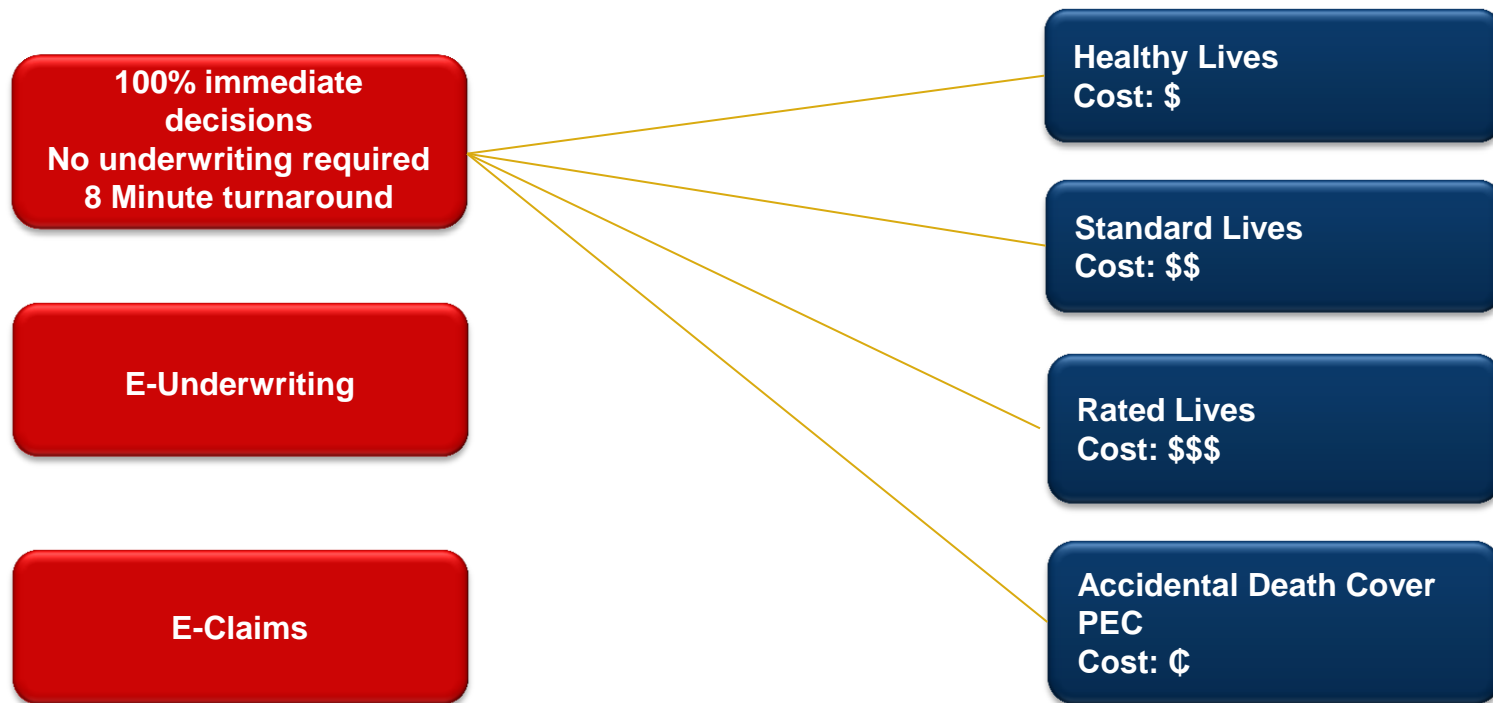 100% immediate
decisions
No underwriting required
8 Minute turnaround
E-Underwriting
E-Claims
Healthy Lives
Cost: $
Standard Lives
Cost: $$
Rated Lives
Cost: $$$
Accidental Death Cover
PEC
Cost: ₵